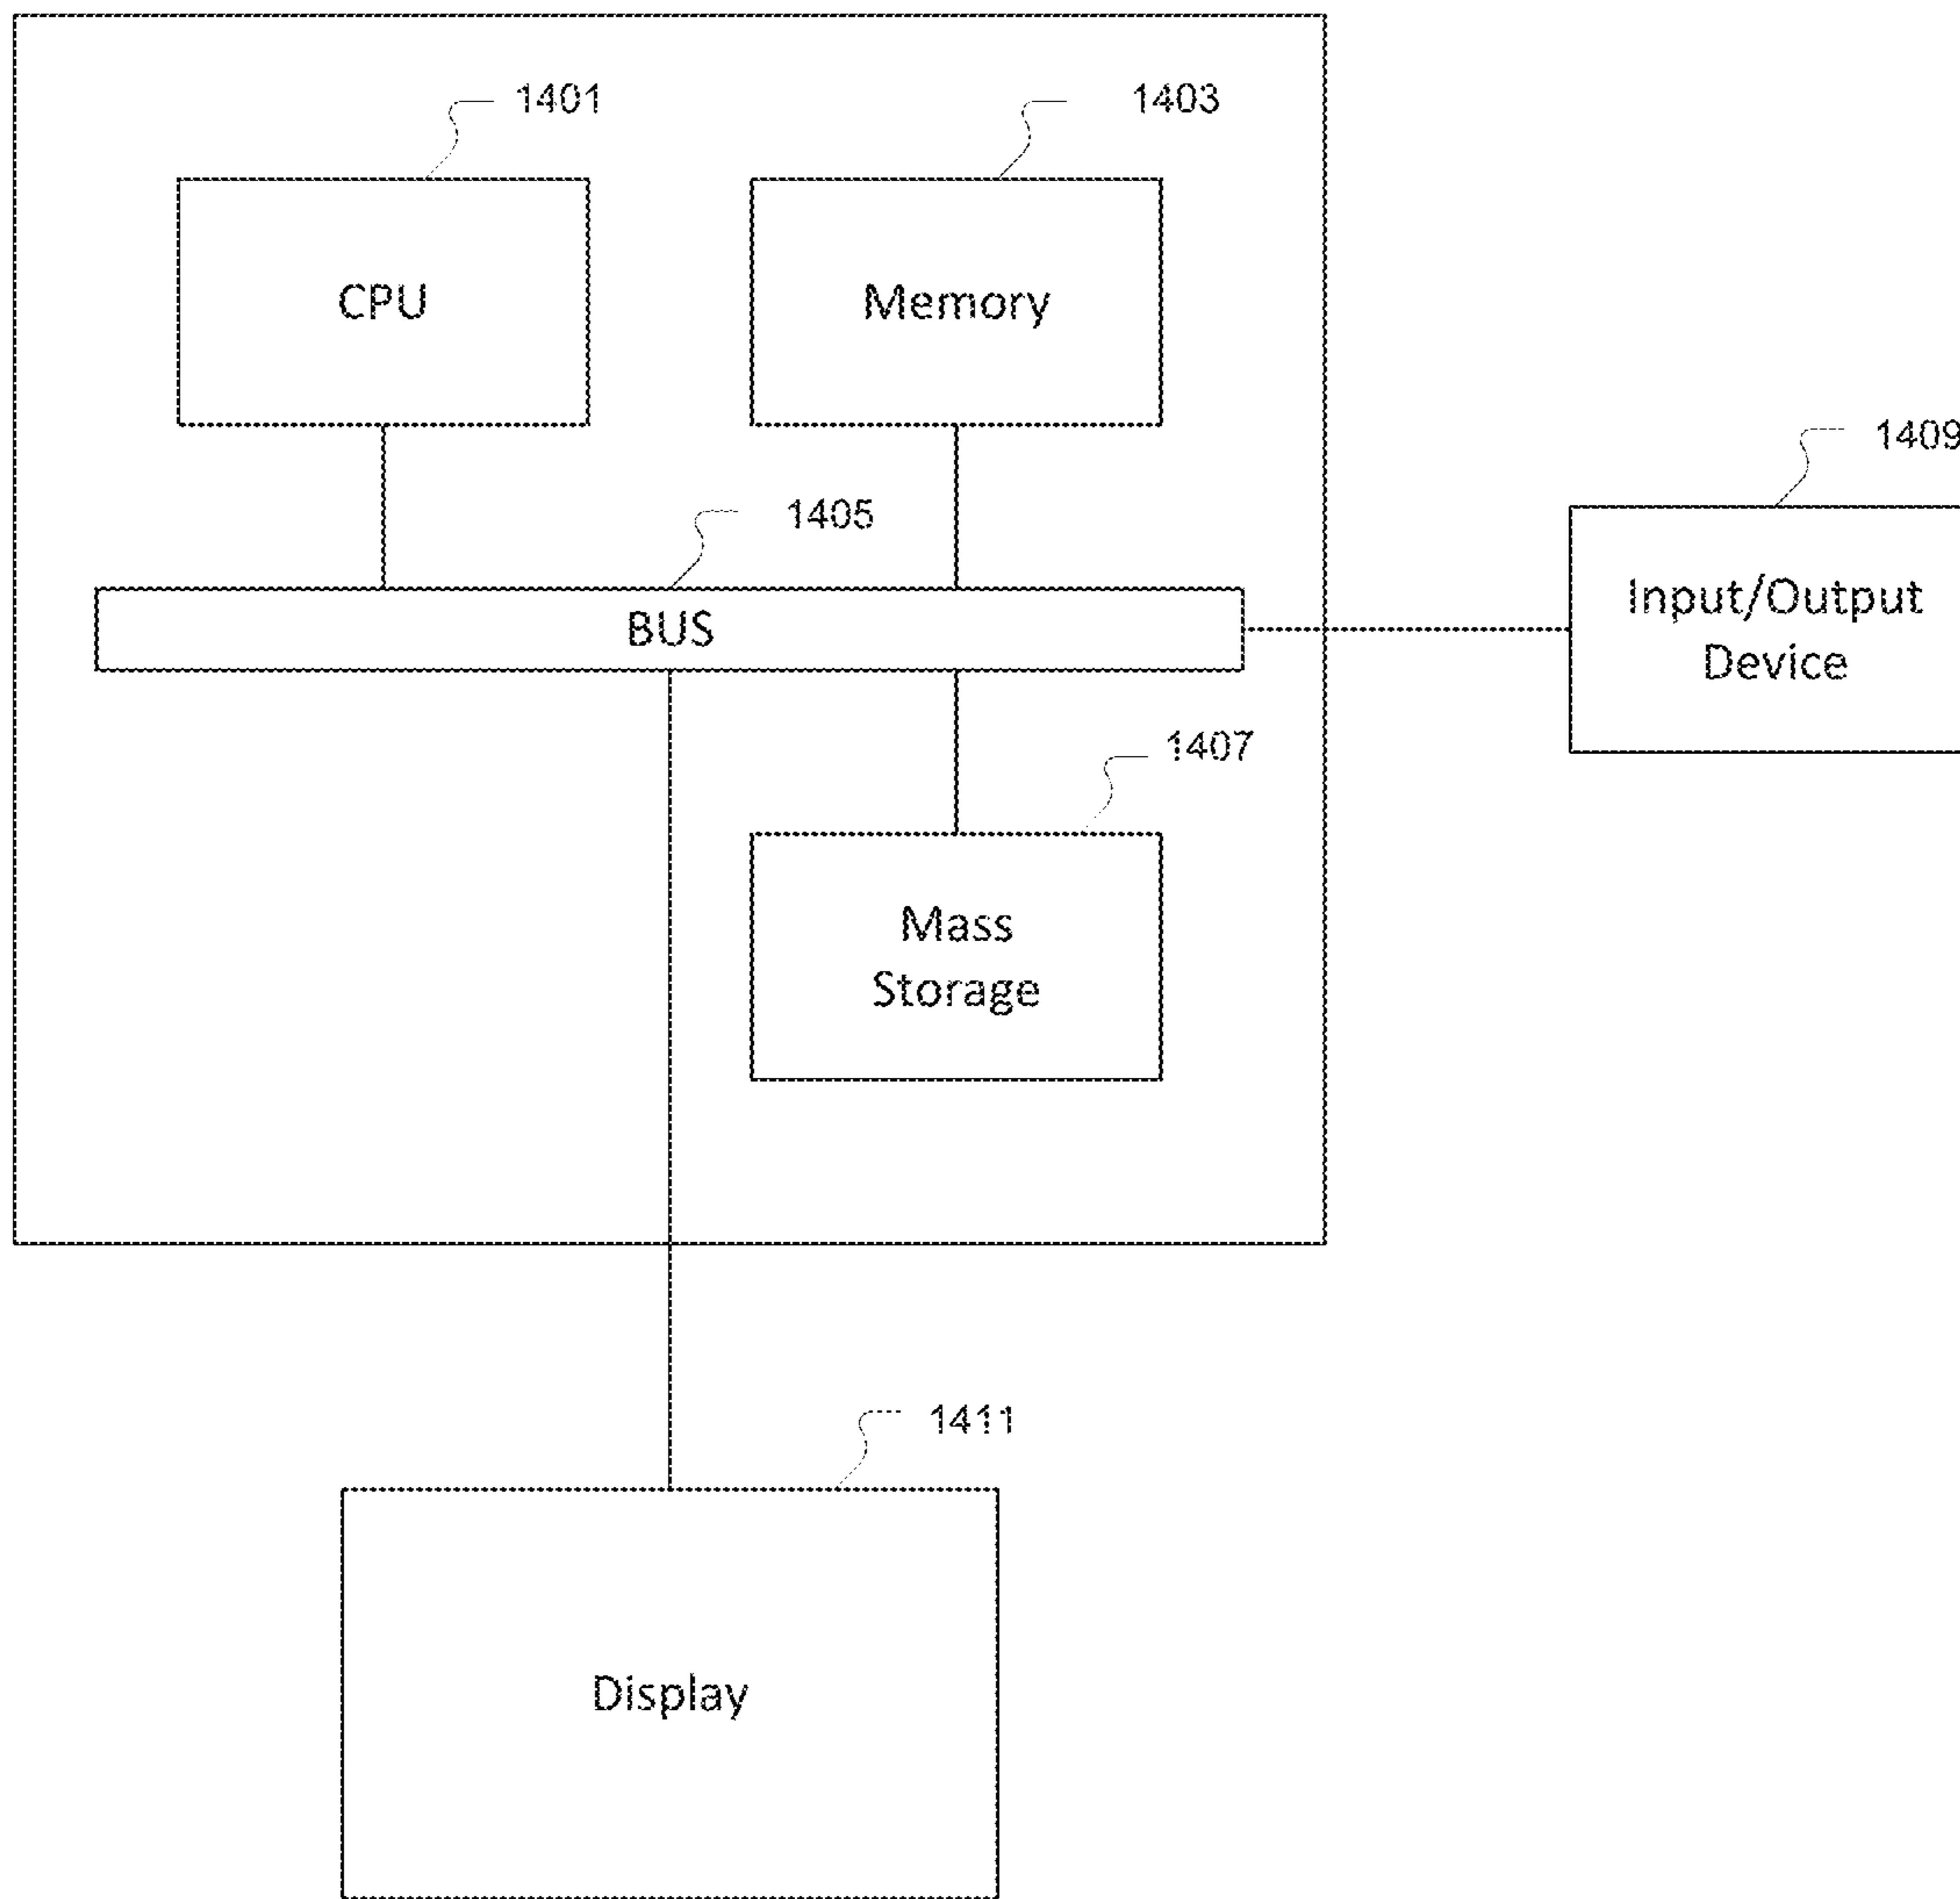 1401
1403
CPU
Memory
1409
1405
Input/Output
Device
BUS
1407
Mass
Storage
1411
Display